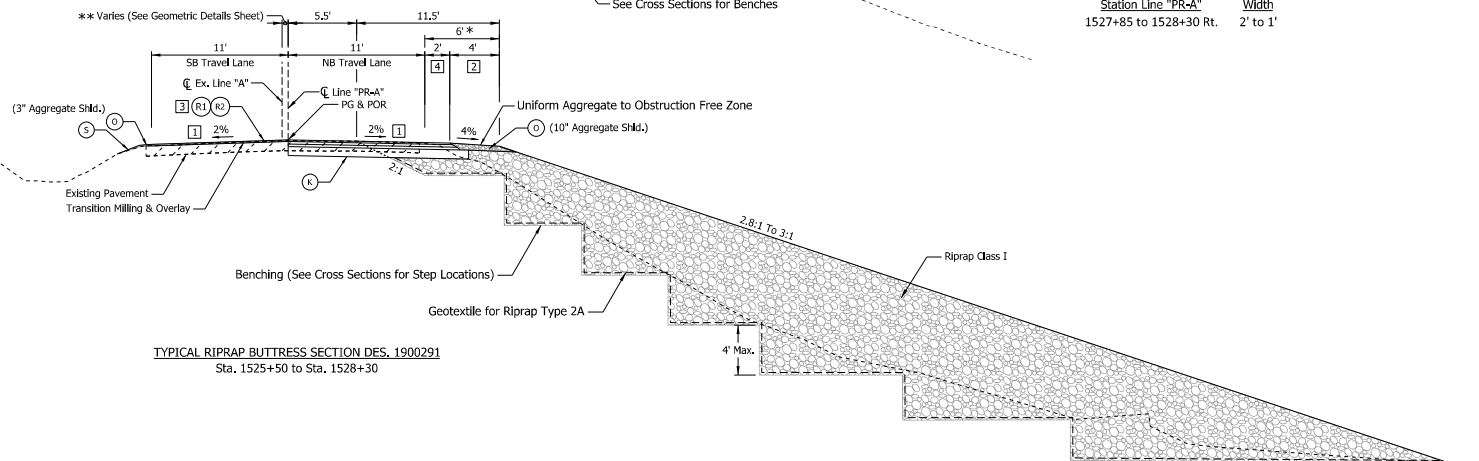 See Cross Sections for Benches
Station Line "PR-A" Width
1527+85 to 1528+30 Rt. 2' to 1'
** Varies (See Geometric Details Sheet)
5.5' 11.5'
6' *
11' 11' 2' 4'
SB Travel Lane NB Travel Lane 4 2
℄ Ex. Line "A"
℄ Line "PR-A"
PG & POR
3 R1 R2
(3" Aggregate Shld.)
O
S
1 2% 2% 1 4%
Uniform Aggregate to Obstruction Free Zone
O (10" Aggregate Shld.)
2:1
K
Existing Pavement
Transition Milling & Overlay
2.8:1 To 3:1
Riprap Class I
Benching (See Cross Sections for Step Locations)
Geotextile for Riprap Type 2A
4' Max.
TYPICAL RIPRAP BUTTRESS SECTION DES. 1900291
Sta. 1525+50 to Sta. 1528+30